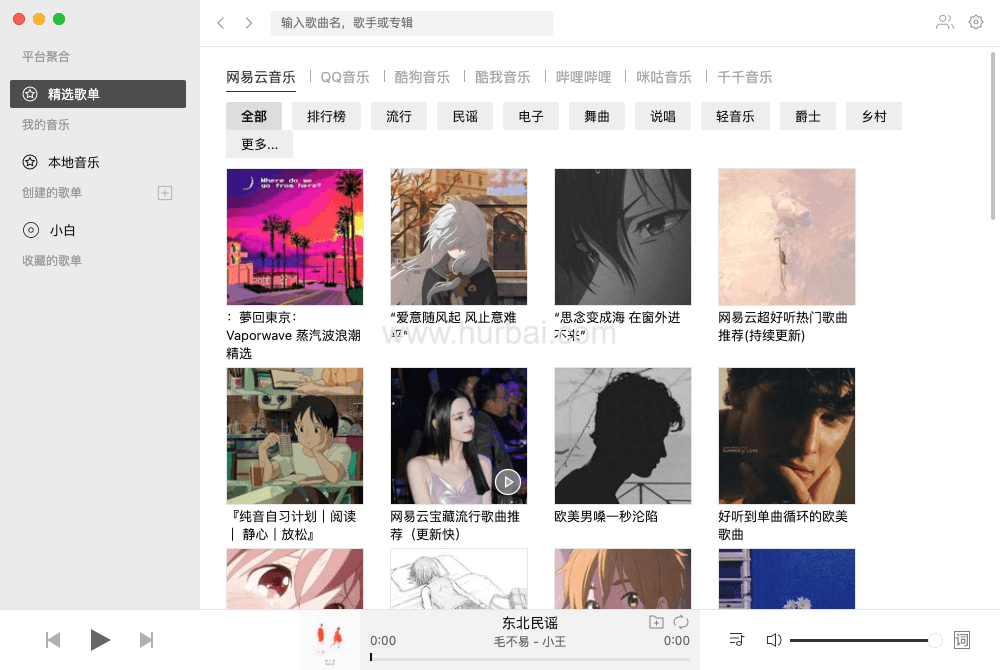 输入歌曲名，歌手或专辑
平台聚合
精选歌单
我的音乐
本地音乐
创建的歌单
小白
收藏的歌单
网易云音乐 QQ音乐 酷狗音乐 酷我音乐 哔哩哔哩 咪咕音乐 千千音乐
全部 排行榜 流行 民谣 电子 舞曲 说唱 轻音乐 爵士 乡村
更多...
Where do we
go from here?
：夢回東京：
Vaporwave 蒸汽波浪潮
精选
“爱意随风起 风止意难
“思念变成海 在窗外进
不来”
网易云超好听热门歌曲
推荐(持续更新)
www.hurbai.com
『纯音自习计划｜阅读
｜ 静心｜放松』
网易云宝藏流行歌曲推
荐（更新快）
欧美男嗓一秒沦陷
好听到单曲循环的欧美
歌曲
东北民谣
0:00 毛不易 - 小王 0:00
词